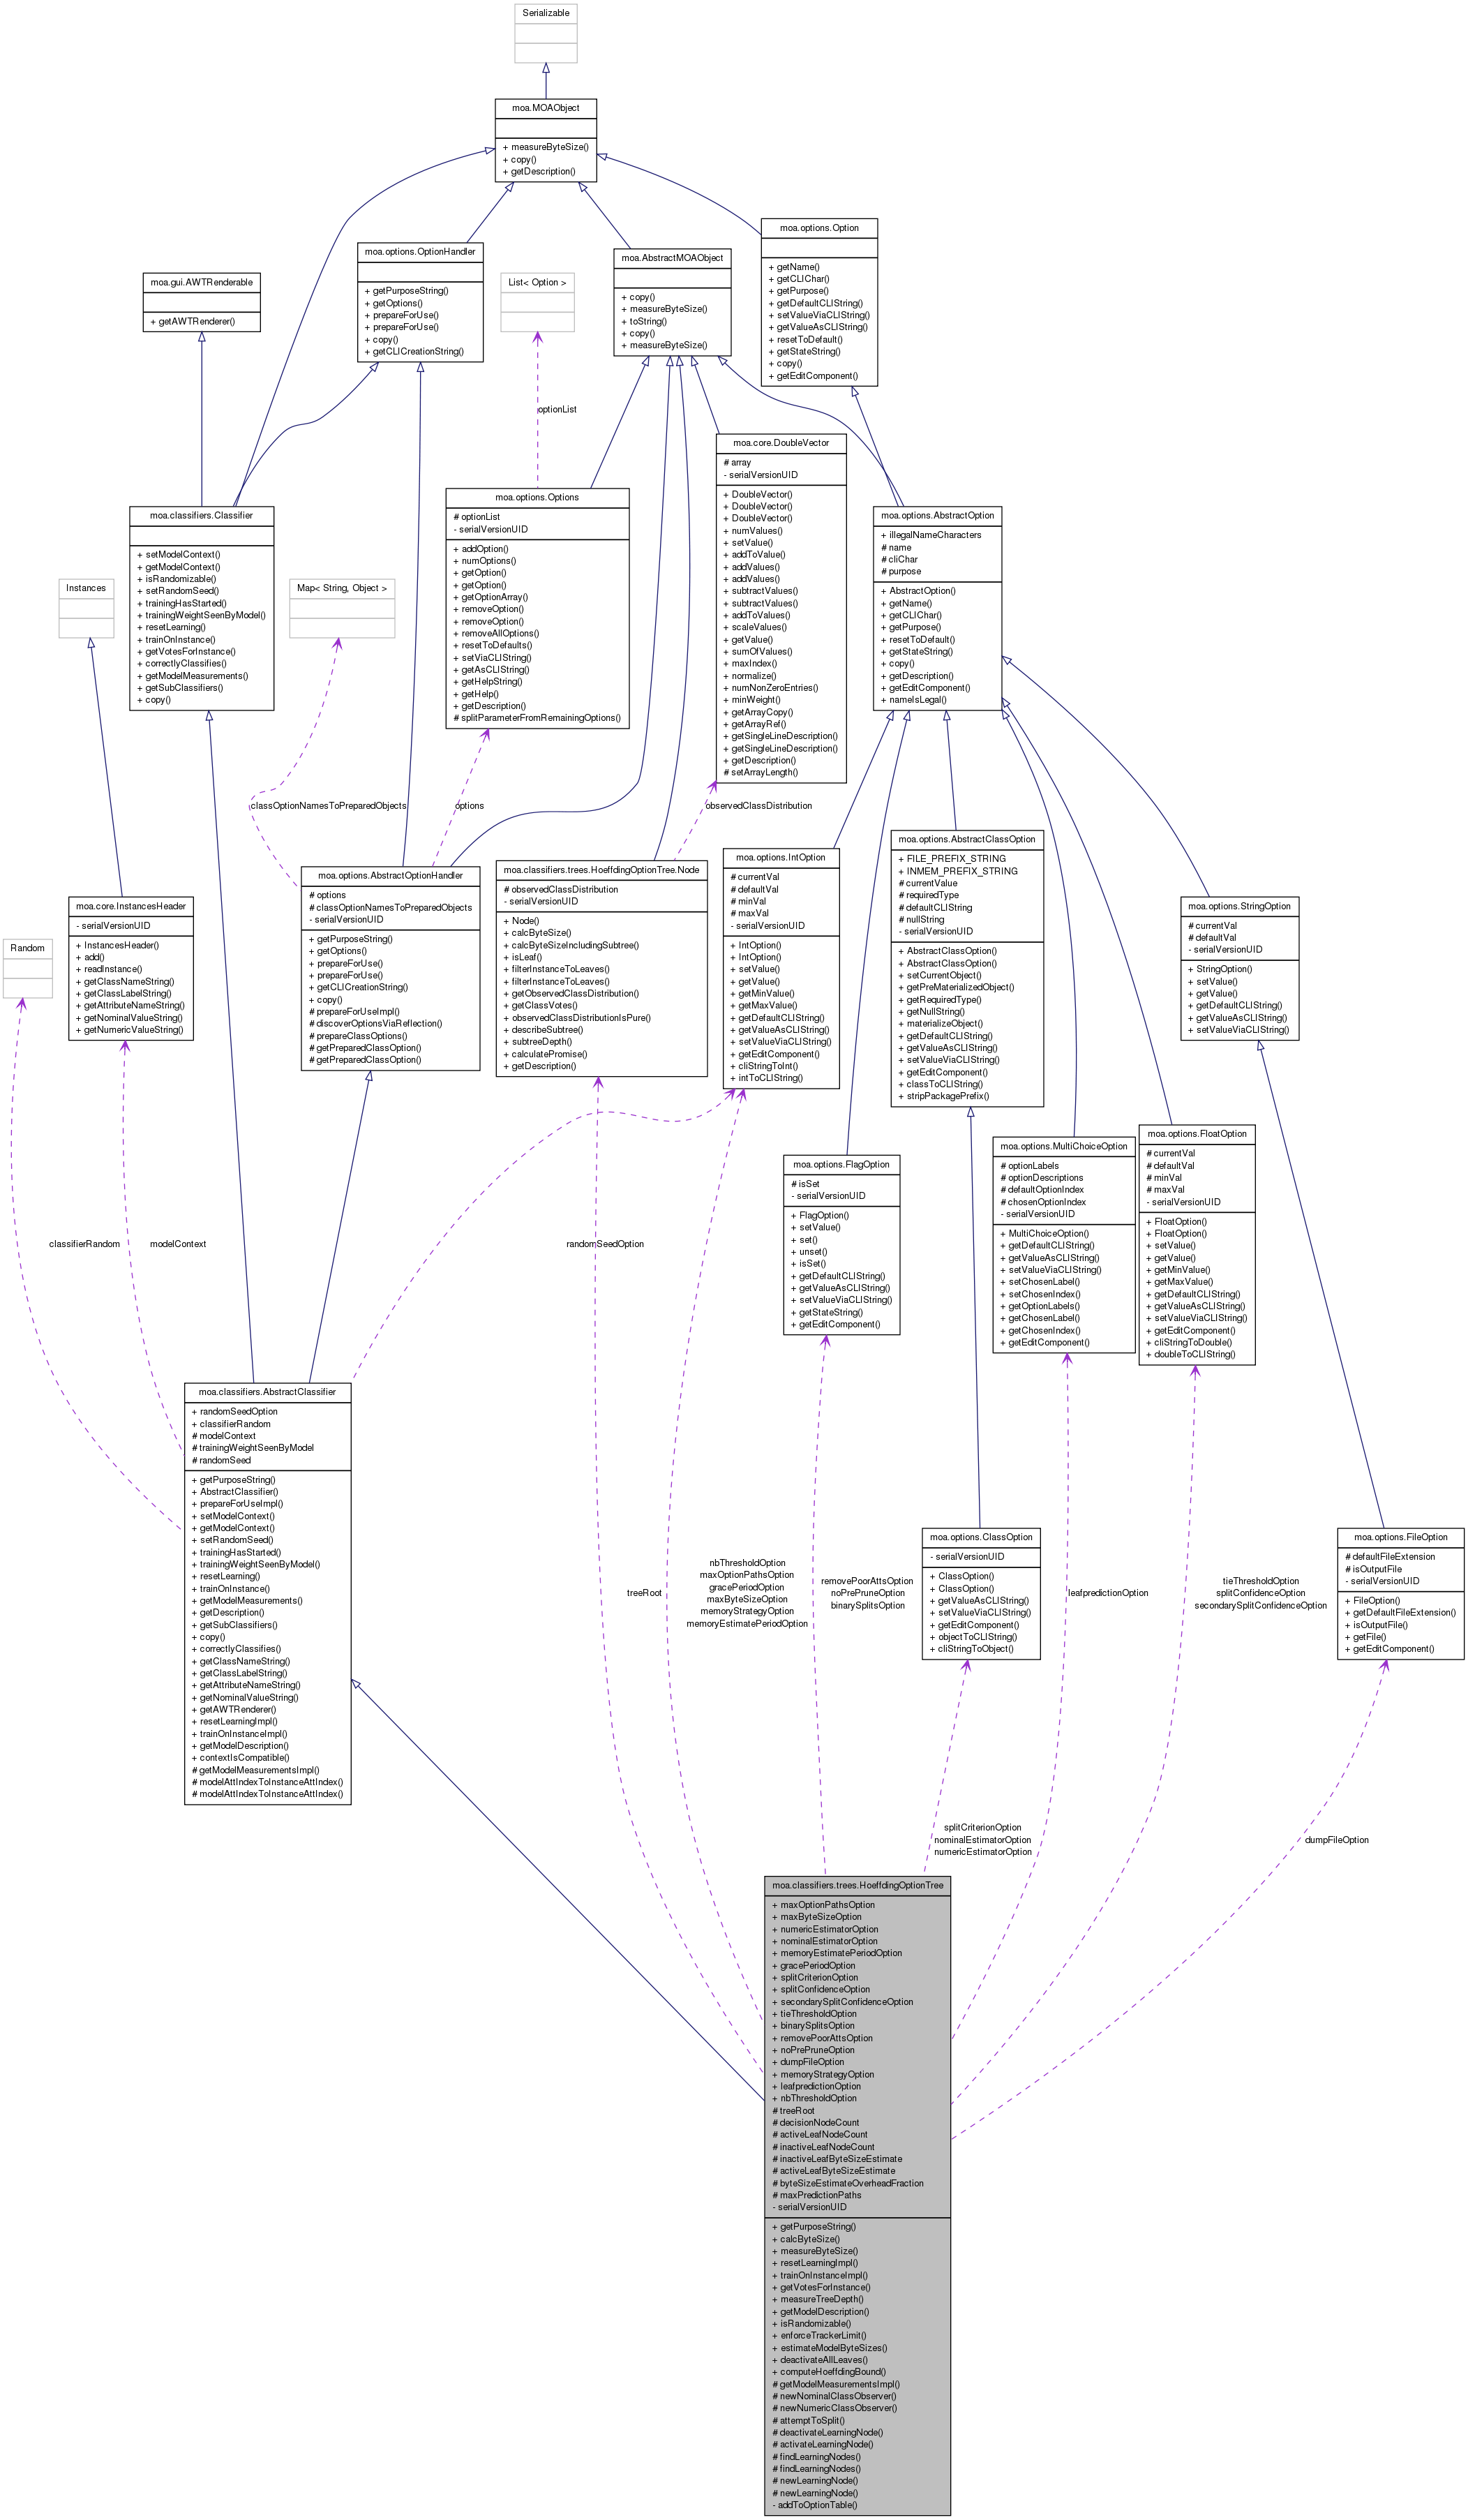 Serializable
moa.MOAObject
+ measureByteSize()
+ copy()
+ getDescription()
moa.options.Option
+ getName()
+ getCLIChar()
+ getPurpose()
+ getDefaultCLIString()
+ setValueViaCLIString()
+ getValueAsCLIString()
+ resetToDefault()
+ getStateString()
+ copy()
+ getEditComponent()
moa.options.OptionHandler
+ getPurposeString()
+ getOptions()
+ prepareForUse()
+ prepareForUse()
+ copy()
+ getCLICreationString()
moa.AbstractMOAObject
+ copy()
+ measureByteSize()
+ toString()
+ copy()
+ measureByteSize()
moa.gui.AWTRenderable
+ getAWTRenderer()
List< Option >
optionList
moa.core.DoubleVector
# array
- serialVersionUID
+ DoubleVector()
+ DoubleVector()
+ DoubleVector()
+ numValues()
+ setValue()
+ addToValue()
+ addValues()
+ addValues()
+ subtractValues()
+ subtractValues()
+ addToValues()
+ scaleValues()
+ getValue()
+ sumOfValues()
+ maxIndex()
+ normalize()
+ numNonZeroEntries()
+ minWeight()
+ getArrayCopy()
+ getArrayRef()
+ getSingleLineDescription()
+ getSingleLineDescription()
+ getDescription()
# setArrayLength()
moa.options.Options
# optionList
- serialVersionUID
+ addOption()
+ numOptions()
+ getOption()
+ getOption()
+ getOptionArray()
+ removeOption()
+ removeOption()
+ removeAllOptions()
+ resetToDefaults()
+ setViaCLIString()
+ getAsCLIString()
+ getHelpString()
+ getHelp()
+ getDescription()
# splitParameterFromRemainingOptions()
moa.classifiers.Classifier
+ setModelContext()
+ getModelContext()
+ isRandomizable()
+ setRandomSeed()
+ trainingHasStarted()
+ trainingWeightSeenByModel()
+ resetLearning()
+ trainOnInstance()
+ getVotesForInstance()
+ correctlyClassifies()
+ getModelMeasurements()
+ getSubClassifiers()
+ copy()
moa.options.AbstractOption
+ illegalNameCharacters
# name
# cliChar
# purpose
+ AbstractOption()
+ getName()
+ getCLIChar()
+ getPurpose()
+ resetToDefault()
+ getStateString()
+ copy()
+ getDescription()
+ getEditComponent()
+ nameIsLegal()
Instances
Map< String, Object >
classOptionNamesToPreparedObjects
options
observedClassDistribution
moa.options.AbstractClassOption
+ FILE_PREFIX_STRING
+ INMEM_PREFIX_STRING
# currentValue
# requiredType
# defaultCLIString
# nullString
- serialVersionUID
+ AbstractClassOption()
+ AbstractClassOption()
+ setCurrentObject()
+ getPreMaterializedObject()
+ getRequiredType()
+ getNullString()
+ materializeObject()
+ getDefaultCLIString()
+ getValueAsCLIString()
+ setValueViaCLIString()
+ getEditComponent()
+ classToCLIString()
+ stripPackagePrefix()
moa.options.IntOption
# currentVal
# defaultVal
# minVal
# maxVal
- serialVersionUID
+ IntOption()
+ IntOption()
+ setValue()
+ getValue()
+ getMinValue()
+ getMaxValue()
+ getDefaultCLIString()
+ getValueAsCLIString()
+ setValueViaCLIString()
+ getEditComponent()
+ cliStringToInt()
+ intToCLIString()
moa.classifiers.trees.HoeffdingOptionTree.Node
# observedClassDistribution
- serialVersionUID
+ Node()
+ calcByteSize()
+ calcByteSizeIncludingSubtree()
+ isLeaf()
+ filterInstanceToLeaves()
+ filterInstanceToLeaves()
+ getObservedClassDistribution()
+ getClassVotes()
+ observedClassDistributionIsPure()
+ describeSubtree()
+ subtreeDepth()
+ calculatePromise()
+ getDescription()
moa.options.AbstractOptionHandler
# options
# classOptionNamesToPreparedObjects
- serialVersionUID
+ getPurposeString()
+ getOptions()
+ prepareForUse()
+ prepareForUse()
+ getCLICreationString()
+ copy()
# prepareForUseImpl()
# discoverOptionsViaReflection()
# prepareClassOptions()
# getPreparedClassOption()
# getPreparedClassOption()
moa.core.InstancesHeader
- serialVersionUID
+ InstancesHeader()
+ add()
+ readInstance()
+ getClassNameString()
+ getClassLabelString()
+ getAttributeNameString()
+ getNominalValueString()
+ getNumericValueString()
Random
moa.options.StringOption
# currentVal
# defaultVal
- serialVersionUID
+ StringOption()
+ setValue()
+ getValue()
+ getDefaultCLIString()
+ getValueAsCLIString()
+ setValueViaCLIString()
moa.options.FloatOption
# currentVal
# defaultVal
# minVal
# maxVal
- serialVersionUID
+ FloatOption()
+ FloatOption()
+ setValue()
+ getValue()
+ getMinValue()
+ getMaxValue()
+ getDefaultCLIString()
+ getValueAsCLIString()
+ setValueViaCLIString()
+ getEditComponent()
+ cliStringToDouble()
+ doubleToCLIString()
moa.options.MultiChoiceOption
# optionLabels
# optionDescriptions
# defaultOptionIndex
# chosenOptionIndex
- serialVersionUID
+ MultiChoiceOption()
+ getDefaultCLIString()
+ getValueAsCLIString()
+ setValueViaCLIString()
+ setChosenLabel()
+ setChosenIndex()
+ getOptionLabels()
+ getChosenLabel()
+ getChosenIndex()
+ getEditComponent()
moa.options.FlagOption
# isSet
- serialVersionUID
+ FlagOption()
+ setValue()
+ set()
+ unset()
+ isSet()
+ getDefaultCLIString()
+ getValueAsCLIString()
+ setValueViaCLIString()
+ getStateString()
+ getEditComponent()
classifierRandom
modelContext
randomSeedOption
moa.classifiers.AbstractClassifier
+ randomSeedOption
+ classifierRandom
# modelContext
# trainingWeightSeenByModel
# randomSeed
+ getPurposeString()
+ AbstractClassifier()
+ prepareForUseImpl()
+ setModelContext()
+ getModelContext()
+ setRandomSeed()
+ trainingHasStarted()
+ trainingWeightSeenByModel()
+ resetLearning()
+ trainOnInstance()
+ getModelMeasurements()
+ getDescription()
+ getSubClassifiers()
+ copy()
+ correctlyClassifies()
+ getClassNameString()
+ getClassLabelString()
+ getAttributeNameString()
+ getNominalValueString()
+ getAWTRenderer()
+ resetLearningImpl()
+ trainOnInstanceImpl()
+ getModelDescription()
+ contextIsCompatible()
# getModelMeasurementsImpl()
# modelAttIndexToInstanceAttIndex()
# modelAttIndexToInstanceAttIndex()
treeRoot
nbThresholdOption
maxOptionPathsOption
gracePeriodOption
maxByteSizeOption
memoryStrategyOption
memoryEstimatePeriodOption
removePoorAttsOption
noPrePruneOption
binarySplitsOption
moa.options.ClassOption
- serialVersionUID
+ ClassOption()
+ ClassOption()
+ getValueAsCLIString()
+ setValueViaCLIString()
+ getEditComponent()
+ objectToCLIString()
+ cliStringToObject()
leafpredictionOption
tieThresholdOption
splitConfidenceOption
secondarySplitConfidenceOption
moa.options.FileOption
# defaultFileExtension
# isOutputFile
- serialVersionUID
+ FileOption()
+ getDefaultFileExtension()
+ isOutputFile()
+ getFile()
+ getEditComponent()
splitCriterionOption
nominalEstimatorOption
numericEstimatorOption
dumpFileOption
moa.classifiers.trees.HoeffdingOptionTree
+ maxOptionPathsOption
+ maxByteSizeOption
+ numericEstimatorOption
+ nominalEstimatorOption
+ memoryEstimatePeriodOption
+ gracePeriodOption
+ splitCriterionOption
+ splitConfidenceOption
+ secondarySplitConfidenceOption
+ tieThresholdOption
+ binarySplitsOption
+ removePoorAttsOption
+ noPrePruneOption
+ dumpFileOption
+ memoryStrategyOption
+ leafpredictionOption
+ nbThresholdOption
# treeRoot
# decisionNodeCount
# activeLeafNodeCount
# inactiveLeafNodeCount
# inactiveLeafByteSizeEstimate
# activeLeafByteSizeEstimate
# byteSizeEstimateOverheadFraction
# maxPredictionPaths
- serialVersionUID
+ getPurposeString()
+ calcByteSize()
+ measureByteSize()
+ resetLearningImpl()
+ trainOnInstanceImpl()
+ getVotesForInstance()
+ measureTreeDepth()
+ getModelDescription()
+ isRandomizable()
+ enforceTrackerLimit()
+ estimateModelByteSizes()
+ deactivateAllLeaves()
+ computeHoeffdingBound()
# getModelMeasurementsImpl()
# newNominalClassObserver()
# newNumericClassObserver()
# attemptToSplit()
# deactivateLearningNode()
# activateLearningNode()
# findLearningNodes()
# findLearningNodes()
# newLearningNode()
# newLearningNode()
- addToOptionTable()